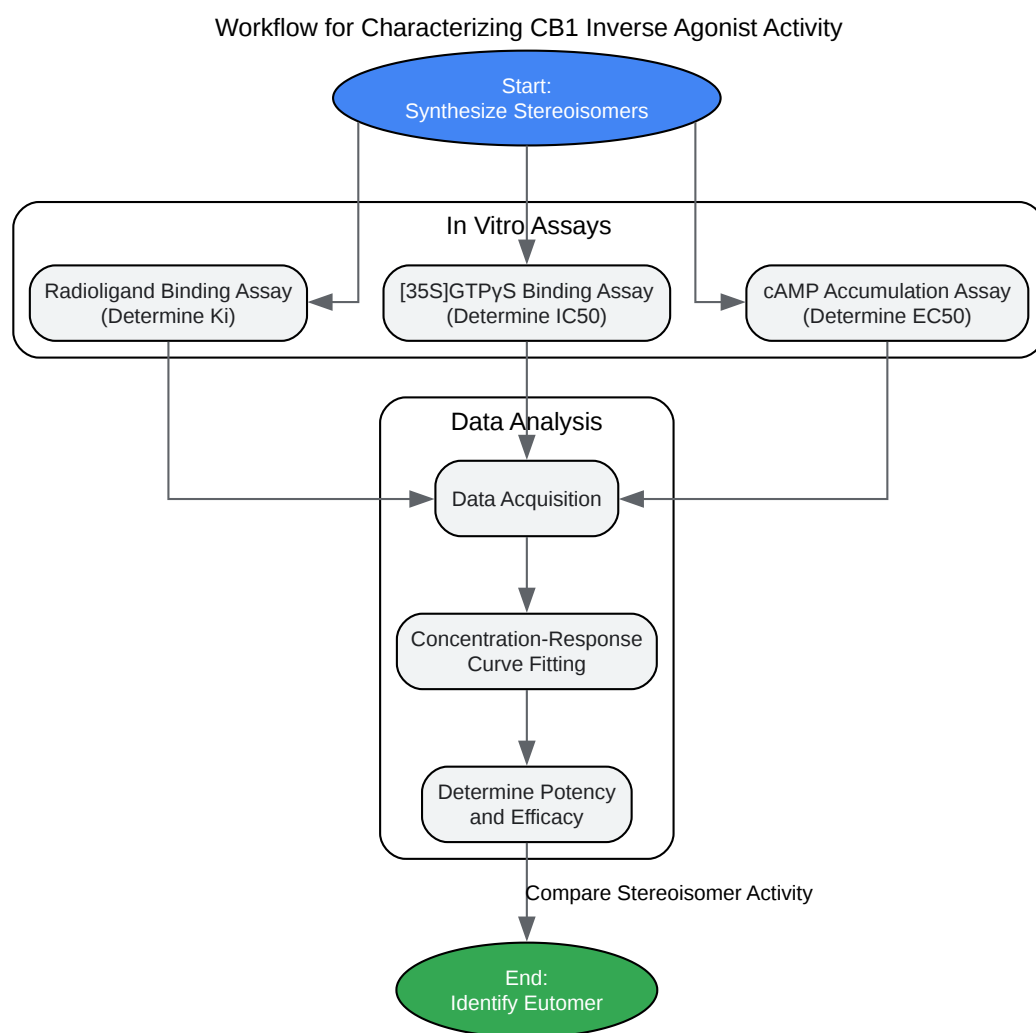 Workflow for Characterizing CB1 Inverse Agonist Activity
Start:
Synthesize Stereoisomers
In Vitro Assays
Radioligand Binding Assay
(Determine Ki)
[35S]GTPγS Binding Assay
(Determine IC50)
cAMP Accumulation Assay
(Determine EC50)
Data Analysis
Data Acquisition
Concentration-Response
Curve Fitting
Determine Potency
and Efficacy
Compare Stereoisomer Activity
End:
Identify Eutomer